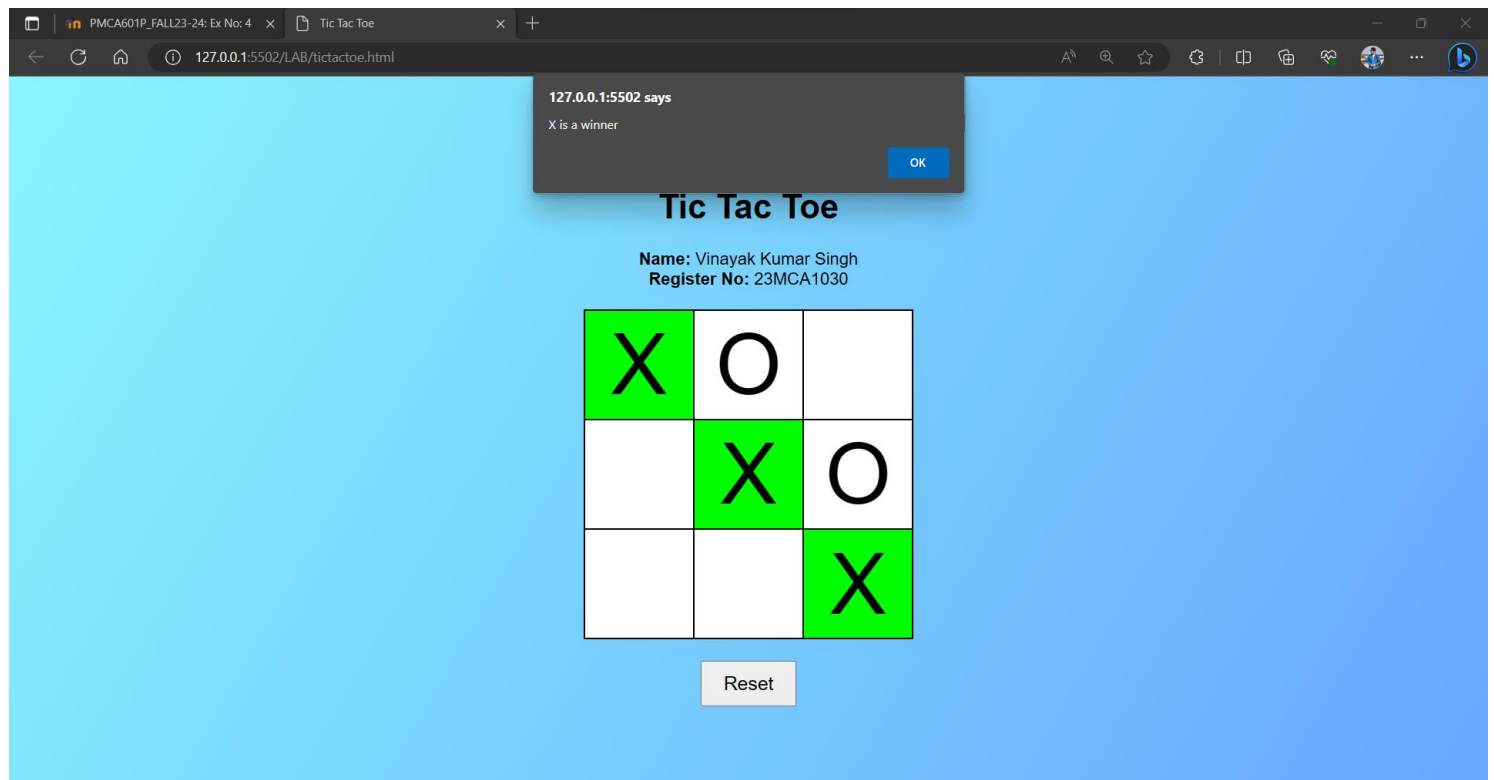 PMCA601P_FALL23-24: Ex No: 4
Tic Tac Toe
127.0.0.1:5502/LAB/tictactoe.html
127.0.0.1:5502 says
X is a winner
OK
Tic Tac Toe
Name: Vinayak Kumar Singh
Register No: 23MCA1030
X O
X O
X
Reset